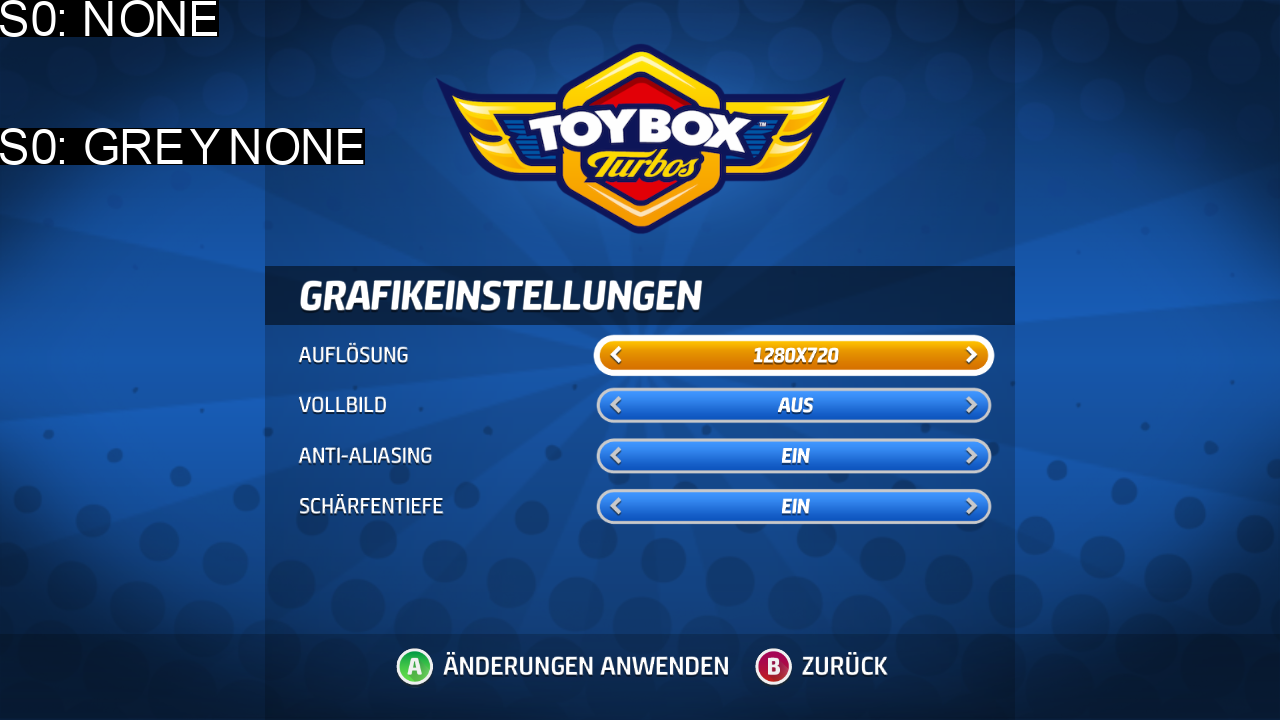 S0: NONE
S0: GREY NONE
TOYBOX™
Turbos
GRAFIKEINSTELLUNGEN
AUFLÖSUNG 1280X720
VOLLBILD AUS
ANTI-ALIASING EIN
SCHÄRFENTIEFE EIN
A ÄNDERUNGEN ANWENDEN B ZURÜCK